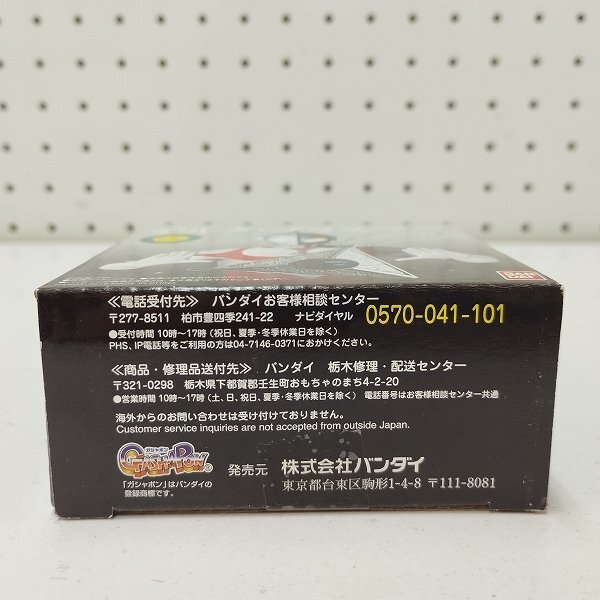 BAN
DAI
≪電話受付先≫ バンダイお客様相談センター
〒277-8511 柏市豊四季241-22 ナビダイヤル 0570-041-101
●受付時間 10時~17時(祝日、夏季・冬季休業日を除く)
PHS、IP電話等をご利用の方は04-7146-0371におかけください。
≪商品・修理品送付先≫ バンダイ 栃木修理・配送センター
〒321-0298 栃木県下都賀郡壬生町おもちゃのまち4-2-20
●営業時間 10時~17時(土、日、祝日、夏季・冬季休業日を除く) 電話番号はお客様相談センター共通
海外からのお問い合わせは受け付けておりません。
Customer service inquiries are not accepted from outside Japan.
ガシャポン
GASHAPON®
「ガシャポン」はバンダイの
登録商標です。
発売元 株式会社バンダイ
東京都台東区駒形1-4-8 〒111-8081